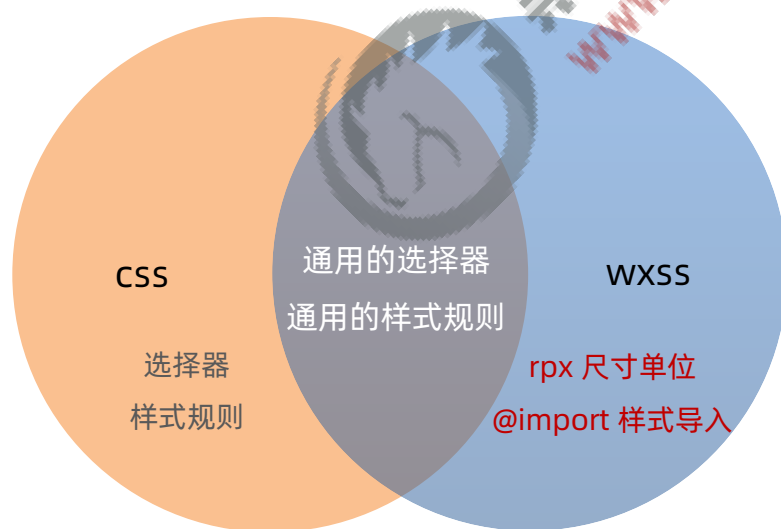 通用的选择器
通用的样式规则
CSS
WXSS
选择器
样式规则
rpx 尺寸单位
@import 样式导入